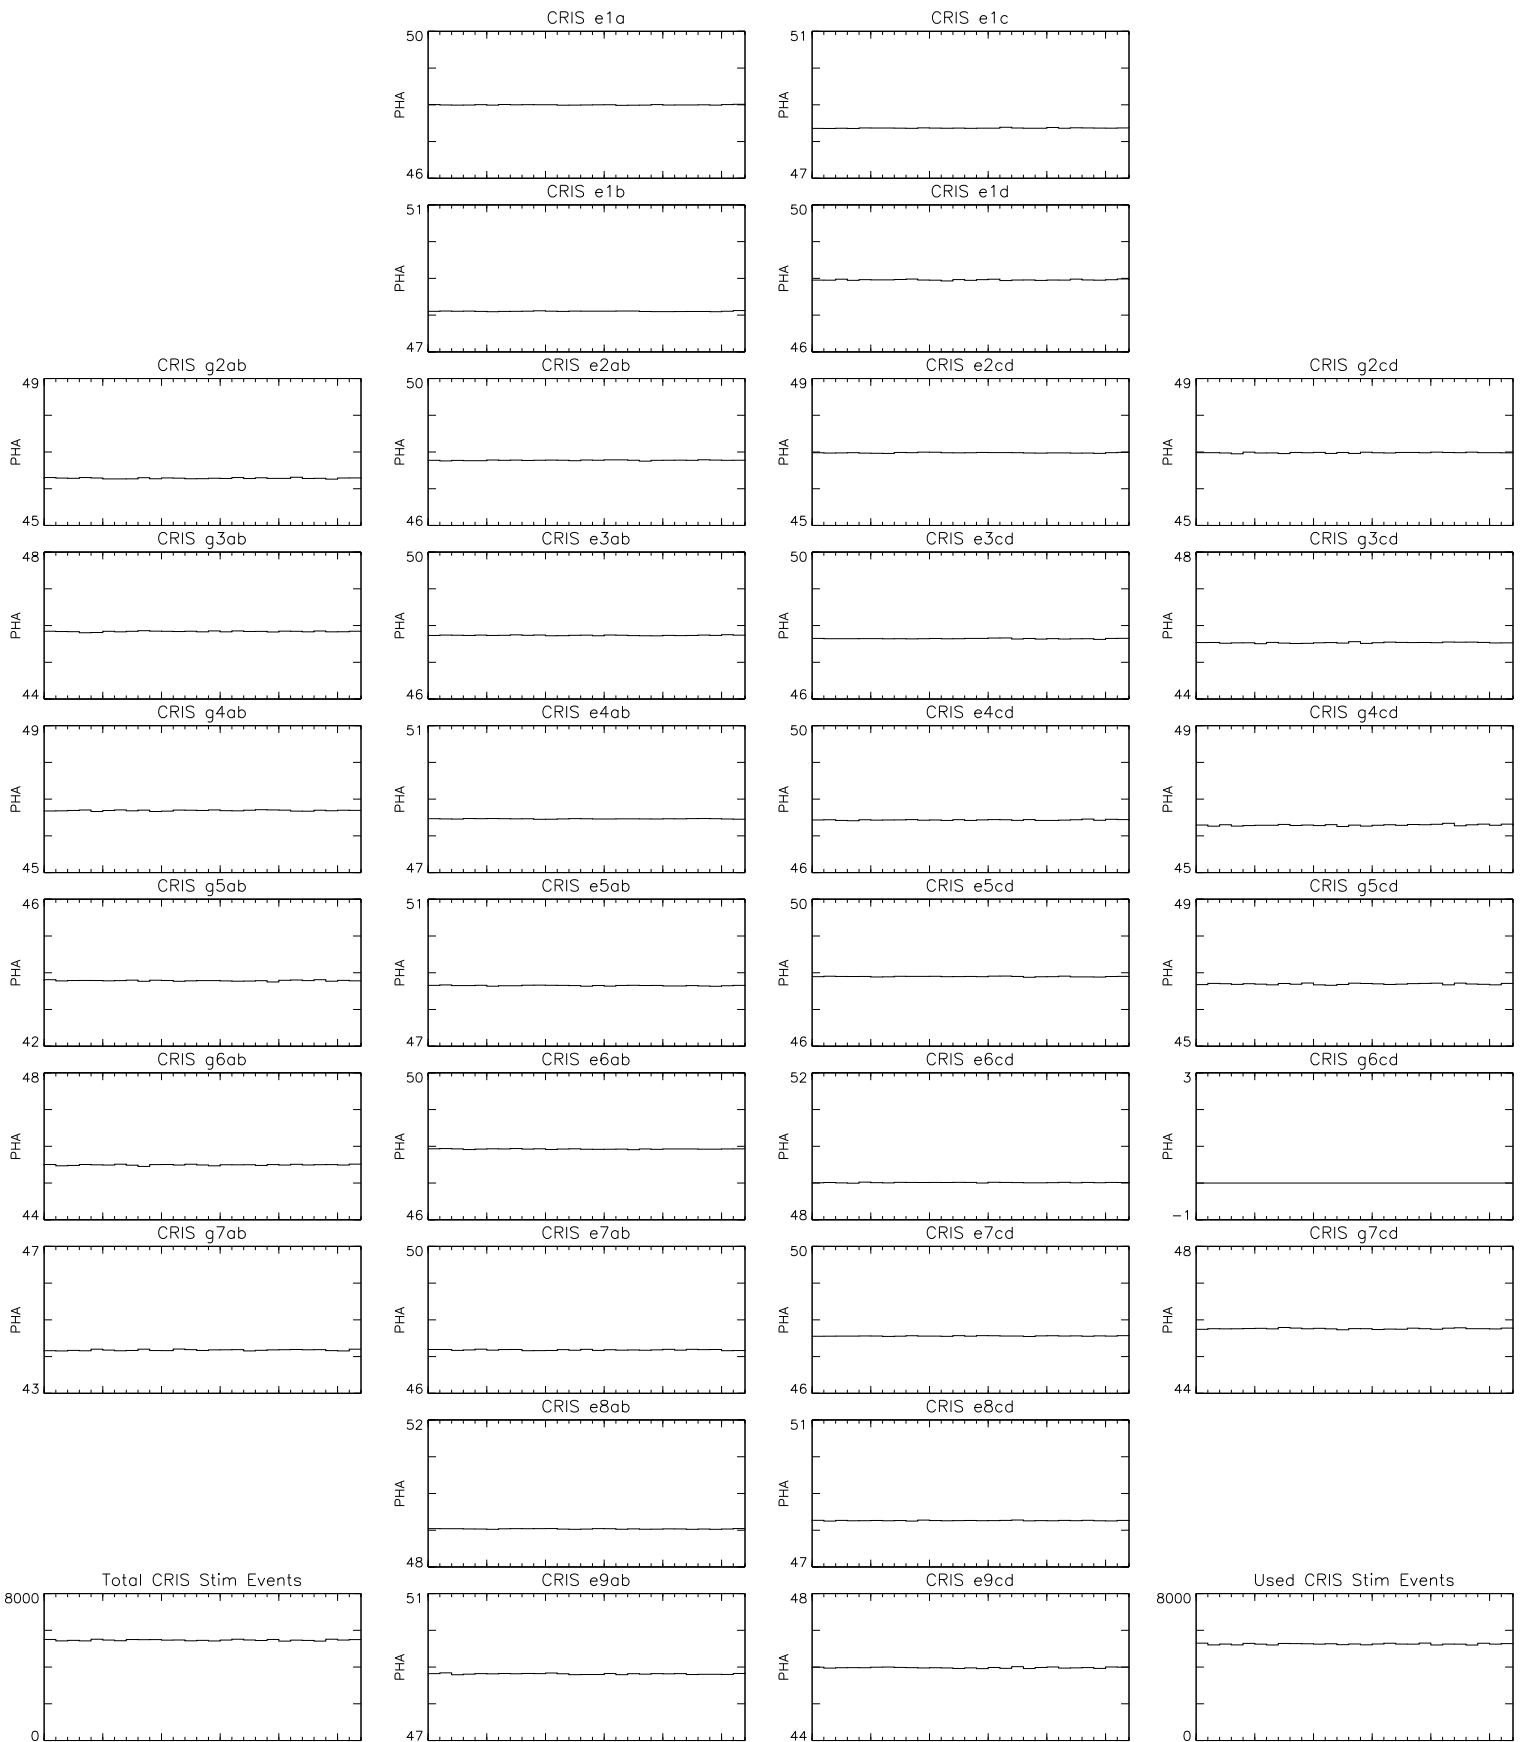 CRIS e1a
50
PHA
46
CRIS e1c
51
PHA
47
CRIS e1b
51
PHA
47
CRIS e1d
50
PHA
46
CRIS g2ab
49
PHA
45
CRIS e2ab
50
PHA
46
CRIS e2cd
49
PHA
45
CRIS g2cd
49
PHA
45
CRIS g3ab
48
PHA
44
CRIS e3ab
50
PHA
46
CRIS e3cd
50
PHA
46
CRIS g3cd
48
PHA
44
CRIS g4ab
49
PHA
45
CRIS e4ab
51
PHA
47
CRIS e4cd
50
PHA
46
CRIS g4cd
49
PHA
45
CRIS g5ab
46
PHA
42
CRIS e5ab
51
PHA
47
CRIS e5cd
50
PHA
46
CRIS g5cd
49
PHA
45
CRIS g6ab
48
PHA
44
CRIS e6ab
50
PHA
46
CRIS e6cd
52
PHA
48
CRIS g6cd
3
PHA
-1
CRIS g7ab
47
PHA
43
CRIS e7ab
50
PHA
46
CRIS e7cd
50
PHA
46
CRIS g7cd
48
PHA
44
CRIS e8ab
52
PHA
48
CRIS e8cd
51
PHA
47
Total CRIS Stim Events
8000
0
CRIS e9ab
51
PHA
47
CRIS e9cd
48
PHA
44
Used CRIS Stim Events
8000
0